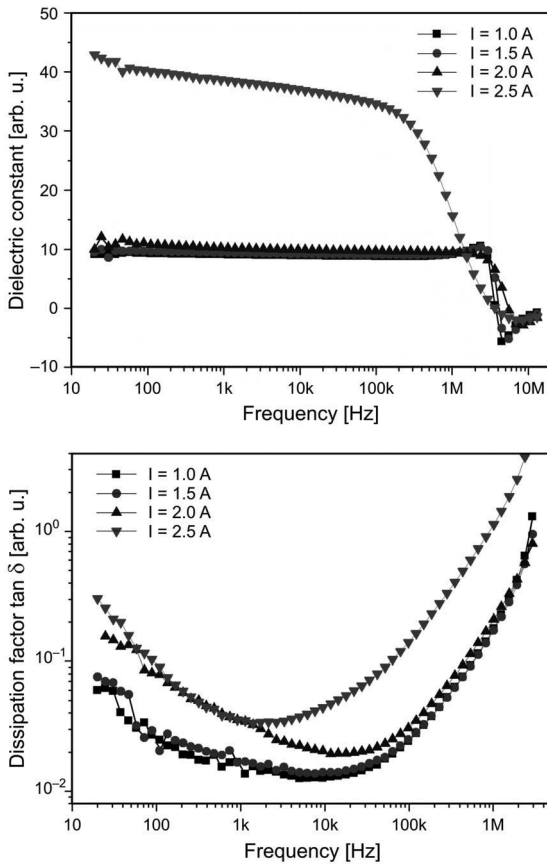 50
40
30
20
10
0
–10
Dielectric constant [arb. u.]
I = 1.0 A
I = 1.5 A
I = 2.0 A
I = 2.5 A
10 100 1k 10k 100k 1M 10M
Frequency [Hz]
10⁰
10⁻¹
10⁻²
Dissipation factor tan δ [arb. u.]
I = 1.0 A
I = 1.5 A
I = 2.0 A
I = 2.5 A
10 100 1k 10k 100k 1M
Frequency [Hz]